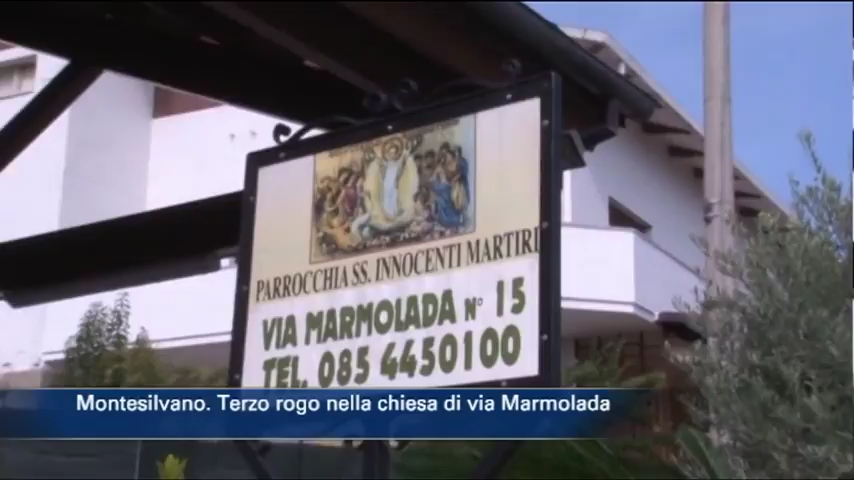 PARROCCHIA SS. INNOCENTI MARTIRI
VIA MARMOLADA N° 15
TEL. 085 4450100
Montesilvano. Terzo rogo nella chiesa di via Marmolada